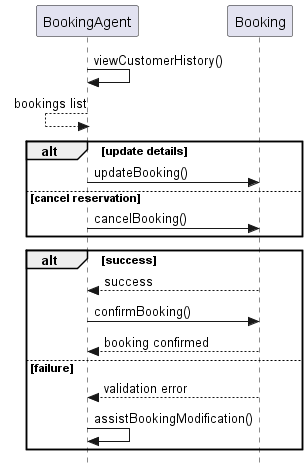 BookingAgent Booking
viewCustomerHistory()
bookings list
alt [update details]
updateBooking()
[cancel reservation]
cancelBooking()
alt [success]
success
confirmBooking()
booking confirmed
[failure]
validation error
assistBookingModification()